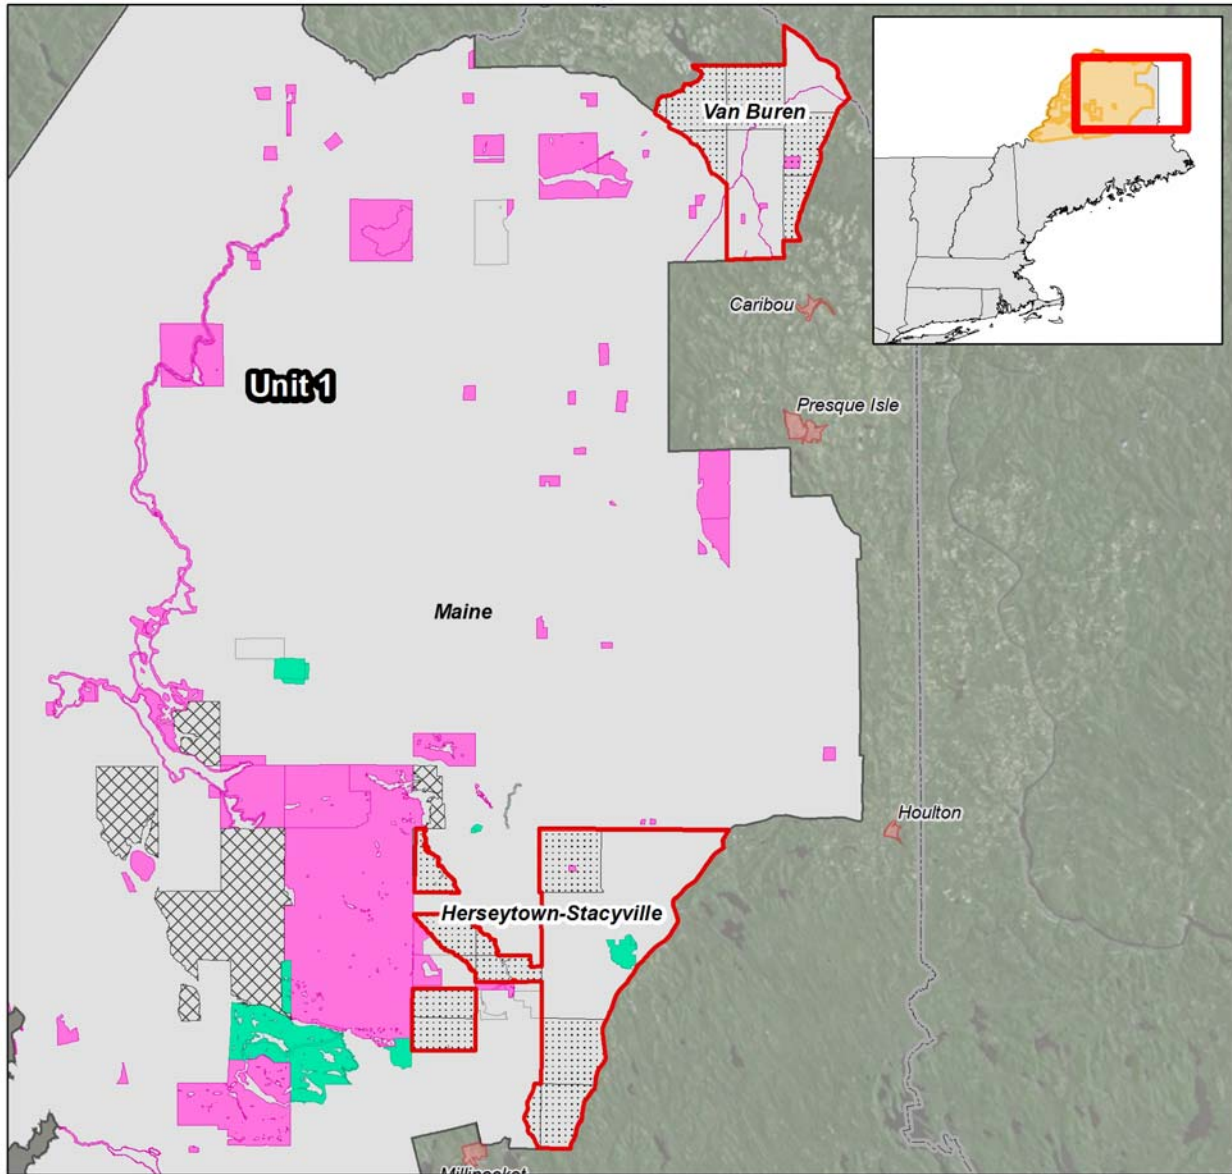 Van Buren
Caribou
Unit 1
Presque Isle
Maine
Houlton
Herseytown-Stacyville